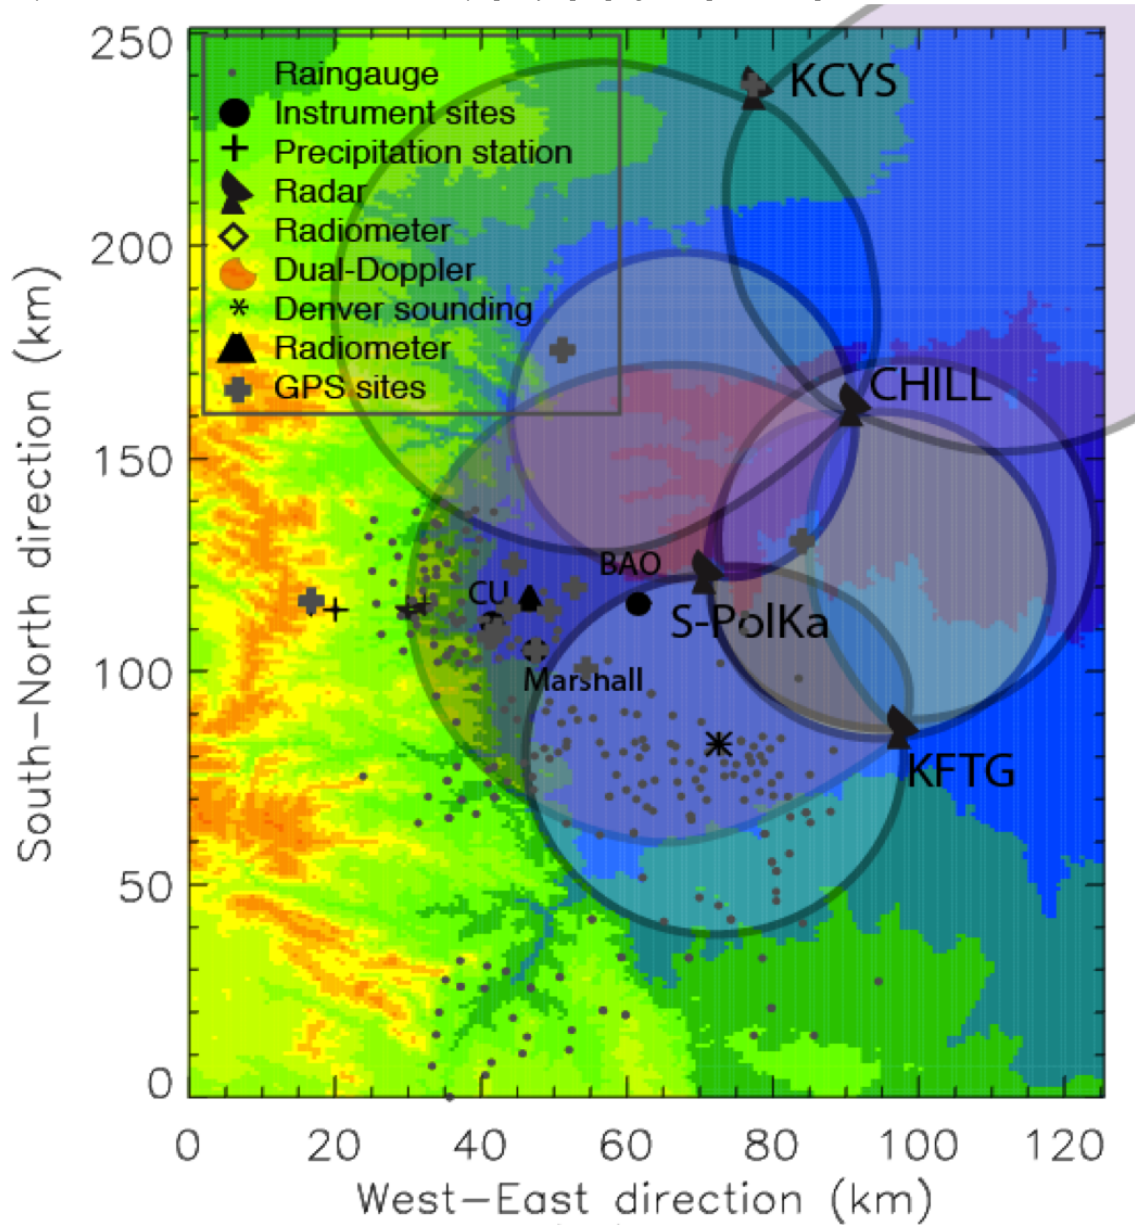 250
200
150
100
50
0
South-North direction (km)
Raingauge
Instrument sites
Precipitation station
Radar
Radiometer
Dual-Doppler
Denver sounding
Radiometer
GPS sites
KCYS
CHILL
BAO
CU
S-PolKa
Marshall
KFTG
0 20 40 60 80 100 120
West-East direction (km)